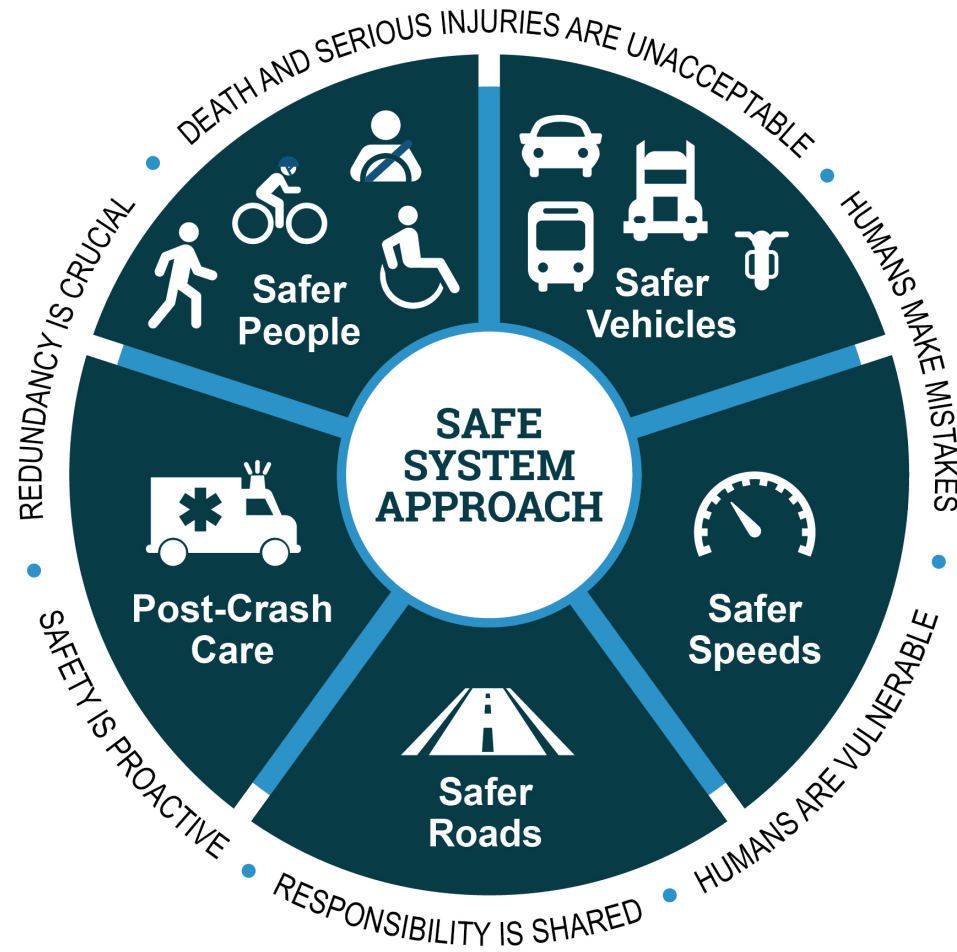 DEATH AND SERIOUS INJURIES ARE UNACCEPTABLE
HUMANS MAKE MISTAKES
HUMANS ARE VULNERABLE
RESPONSIBILITY IS SHARED
SAFETY IS PROACTIVE
REDUNDANCY IS CRUCIAL
Safer
People
Safer
Vehicles
SAFE
SYSTEM
APPROACH
Post-Crash
Care
Safer
Speeds
Safer
Roads